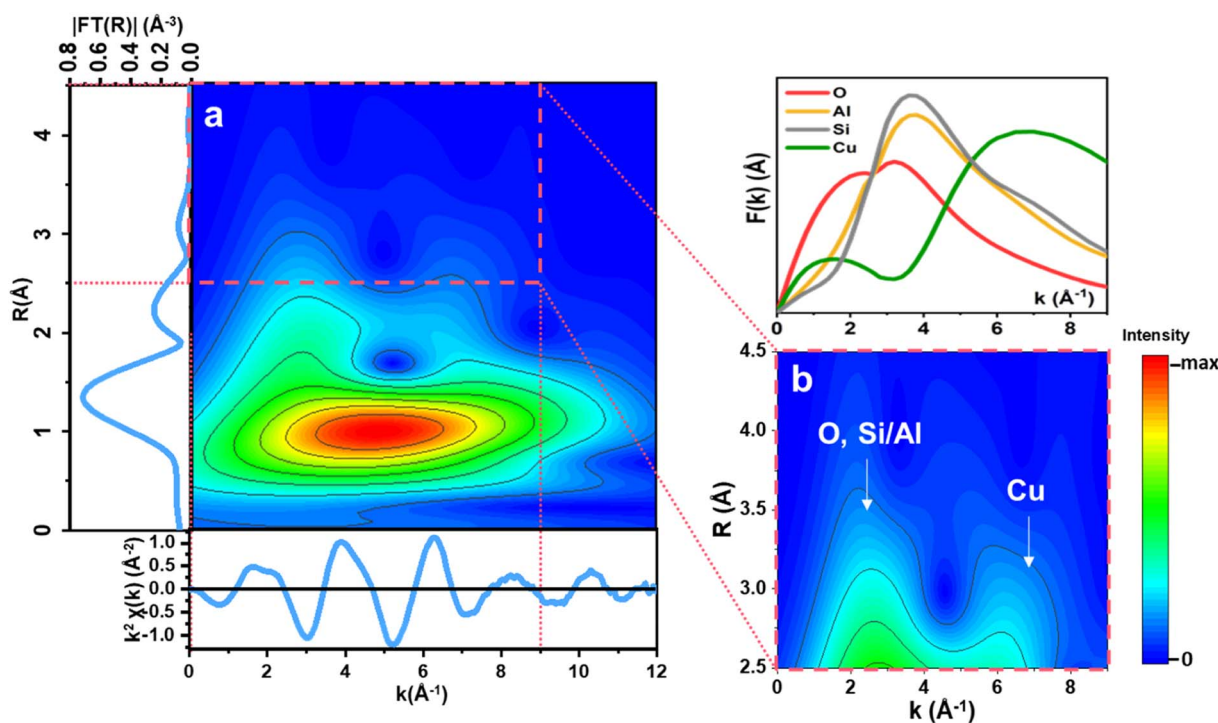 |FT(R)| (Å⁻³)
0.8
0.6
0.4
0.2
0.0
a
R(Å)
4
3
2
1
0
k² χ(k) (Å⁻²)
1.0
0.5
0.0
-0.5
-1.0
0 2 4 6 8 10 12
k(Å⁻¹)
O
Al
Si
Cu
F(k) (Å)
k (Å⁻¹)
0 2 4 6 8
b
O, Si/Al
Cu
R (Å)
4.5
4.0
3.5
3.0
2.5
0 2 4 6 8
k (Å⁻¹)
Intensity
max
0